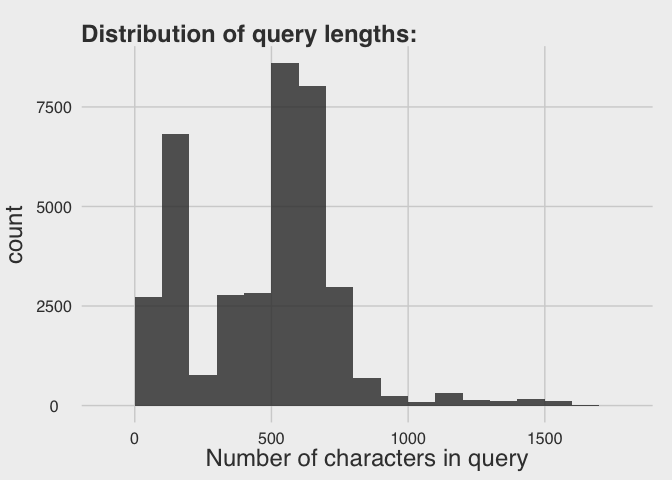 Distribution of query lengths:
count
7500
5000
2500
0
0 500 1000 1500
Number of characters in query